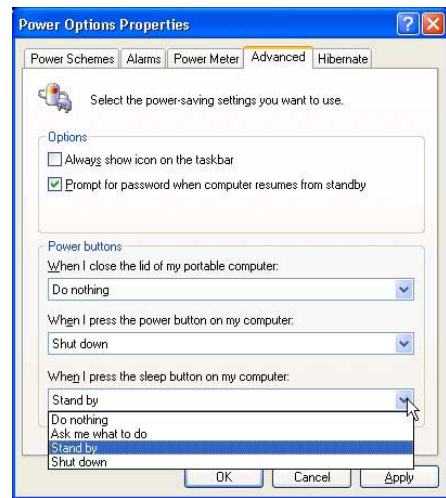 Power Options Properties
Power Schemes Alarms Power Meter Advanced Hibernate
Select the power-saving settings you want to use.
Options
Always show icon on the taskbar
Prompt for password when computer resumes from standby
Power buttons
When I close the lid of my portable computer:
Do nothing
When I press the power button on my computer:
Shut down
When I press the sleep button on my computer:
Stand by
Do nothing
Ask me what to do
Stand by
Shut down
OK Cancel Apply